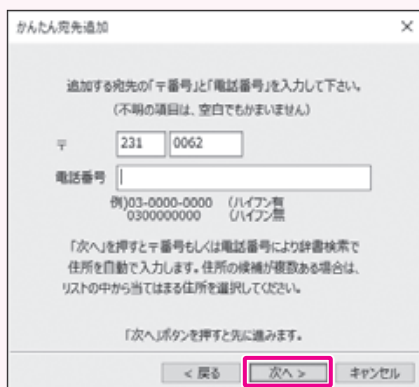 かんたん宛先追加
追加する宛先の「〒番号」と「電話番号」を入力して下さい。
(不明の項目は、空白でもかまいません)
〒 231 0062
電話番号
例)03-0000-0000 (ハイフン有
0300000000 (ハイフン無
「次へ」を押すと〒番号もしくは電話番号により辞書検索で
住所を自動で入力します。住所の候補が複数ある場合は、
リストの中から当てはまる住所を選択してください。
「次へ」ボタンを押すと先に進みます。
< 戻る 次へ > キャンセル